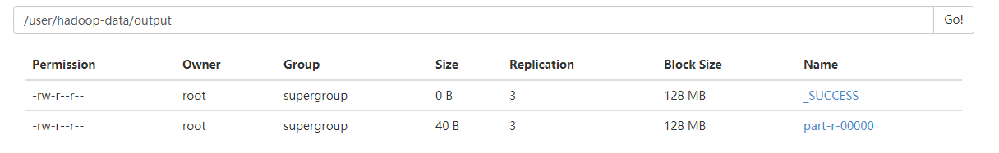 /user/hadoop-data/output Go!
Permission Owner Group Size Replication Block Size Name
-rw-r--r-- root supergroup 0 B 3 128 MB _SUCCESS
-rw-r--r-- root supergroup 40 B 3 128 MB part-r-00000